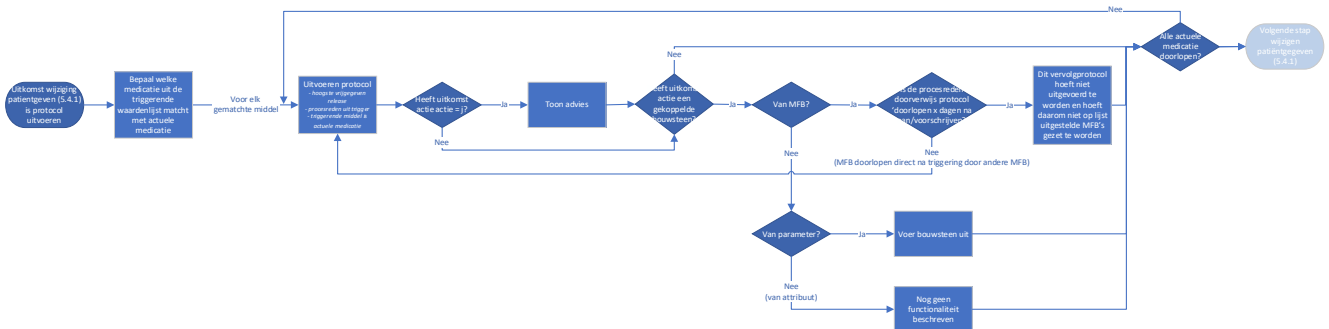 Nee
Alle actuele
medicatie
doorlopen?
Volgende stap
wijzigen
patiëntgegeven
(5.4.1)
Uitkomst wijziging
patientgeven (5.4.1)
is protocol
uitvoeren
Bepaal welke
medicatie uit de
triggerende
waardenlijst matcht
met actuele
medicatie
Voor elk
gematchte middel
Uitvoeren protocol
- hoogste vrijgegeven
release
- procesreden uit trigger
- triggerende middel is
actuele medicatie
Heeft uitkomst
actie actie = j?
Ja
Nee
Toon advies
Heeft uitkomst
actie een
gekoppelde
bouwsteen?
Nee
Ja
Van MFB?
Ja
Nee
Is de procesreden
doorverwijs protocol
'doorlopen x dagen na
aan/voorschrijven?
Ja
Nee
(MFB doorlopen direct na triggering door andere MFB)
Dit
vervolgprotocol
hoeft niet
uitgevoerd te
worden en hoeft
daarom niet op lijst
uitgestelde MFB's
gezet te worden
Van parameter?
Ja
Voer bouwsteen uit
Nee
(van attribuut)
Nog geen
functionaliteit
beschreven